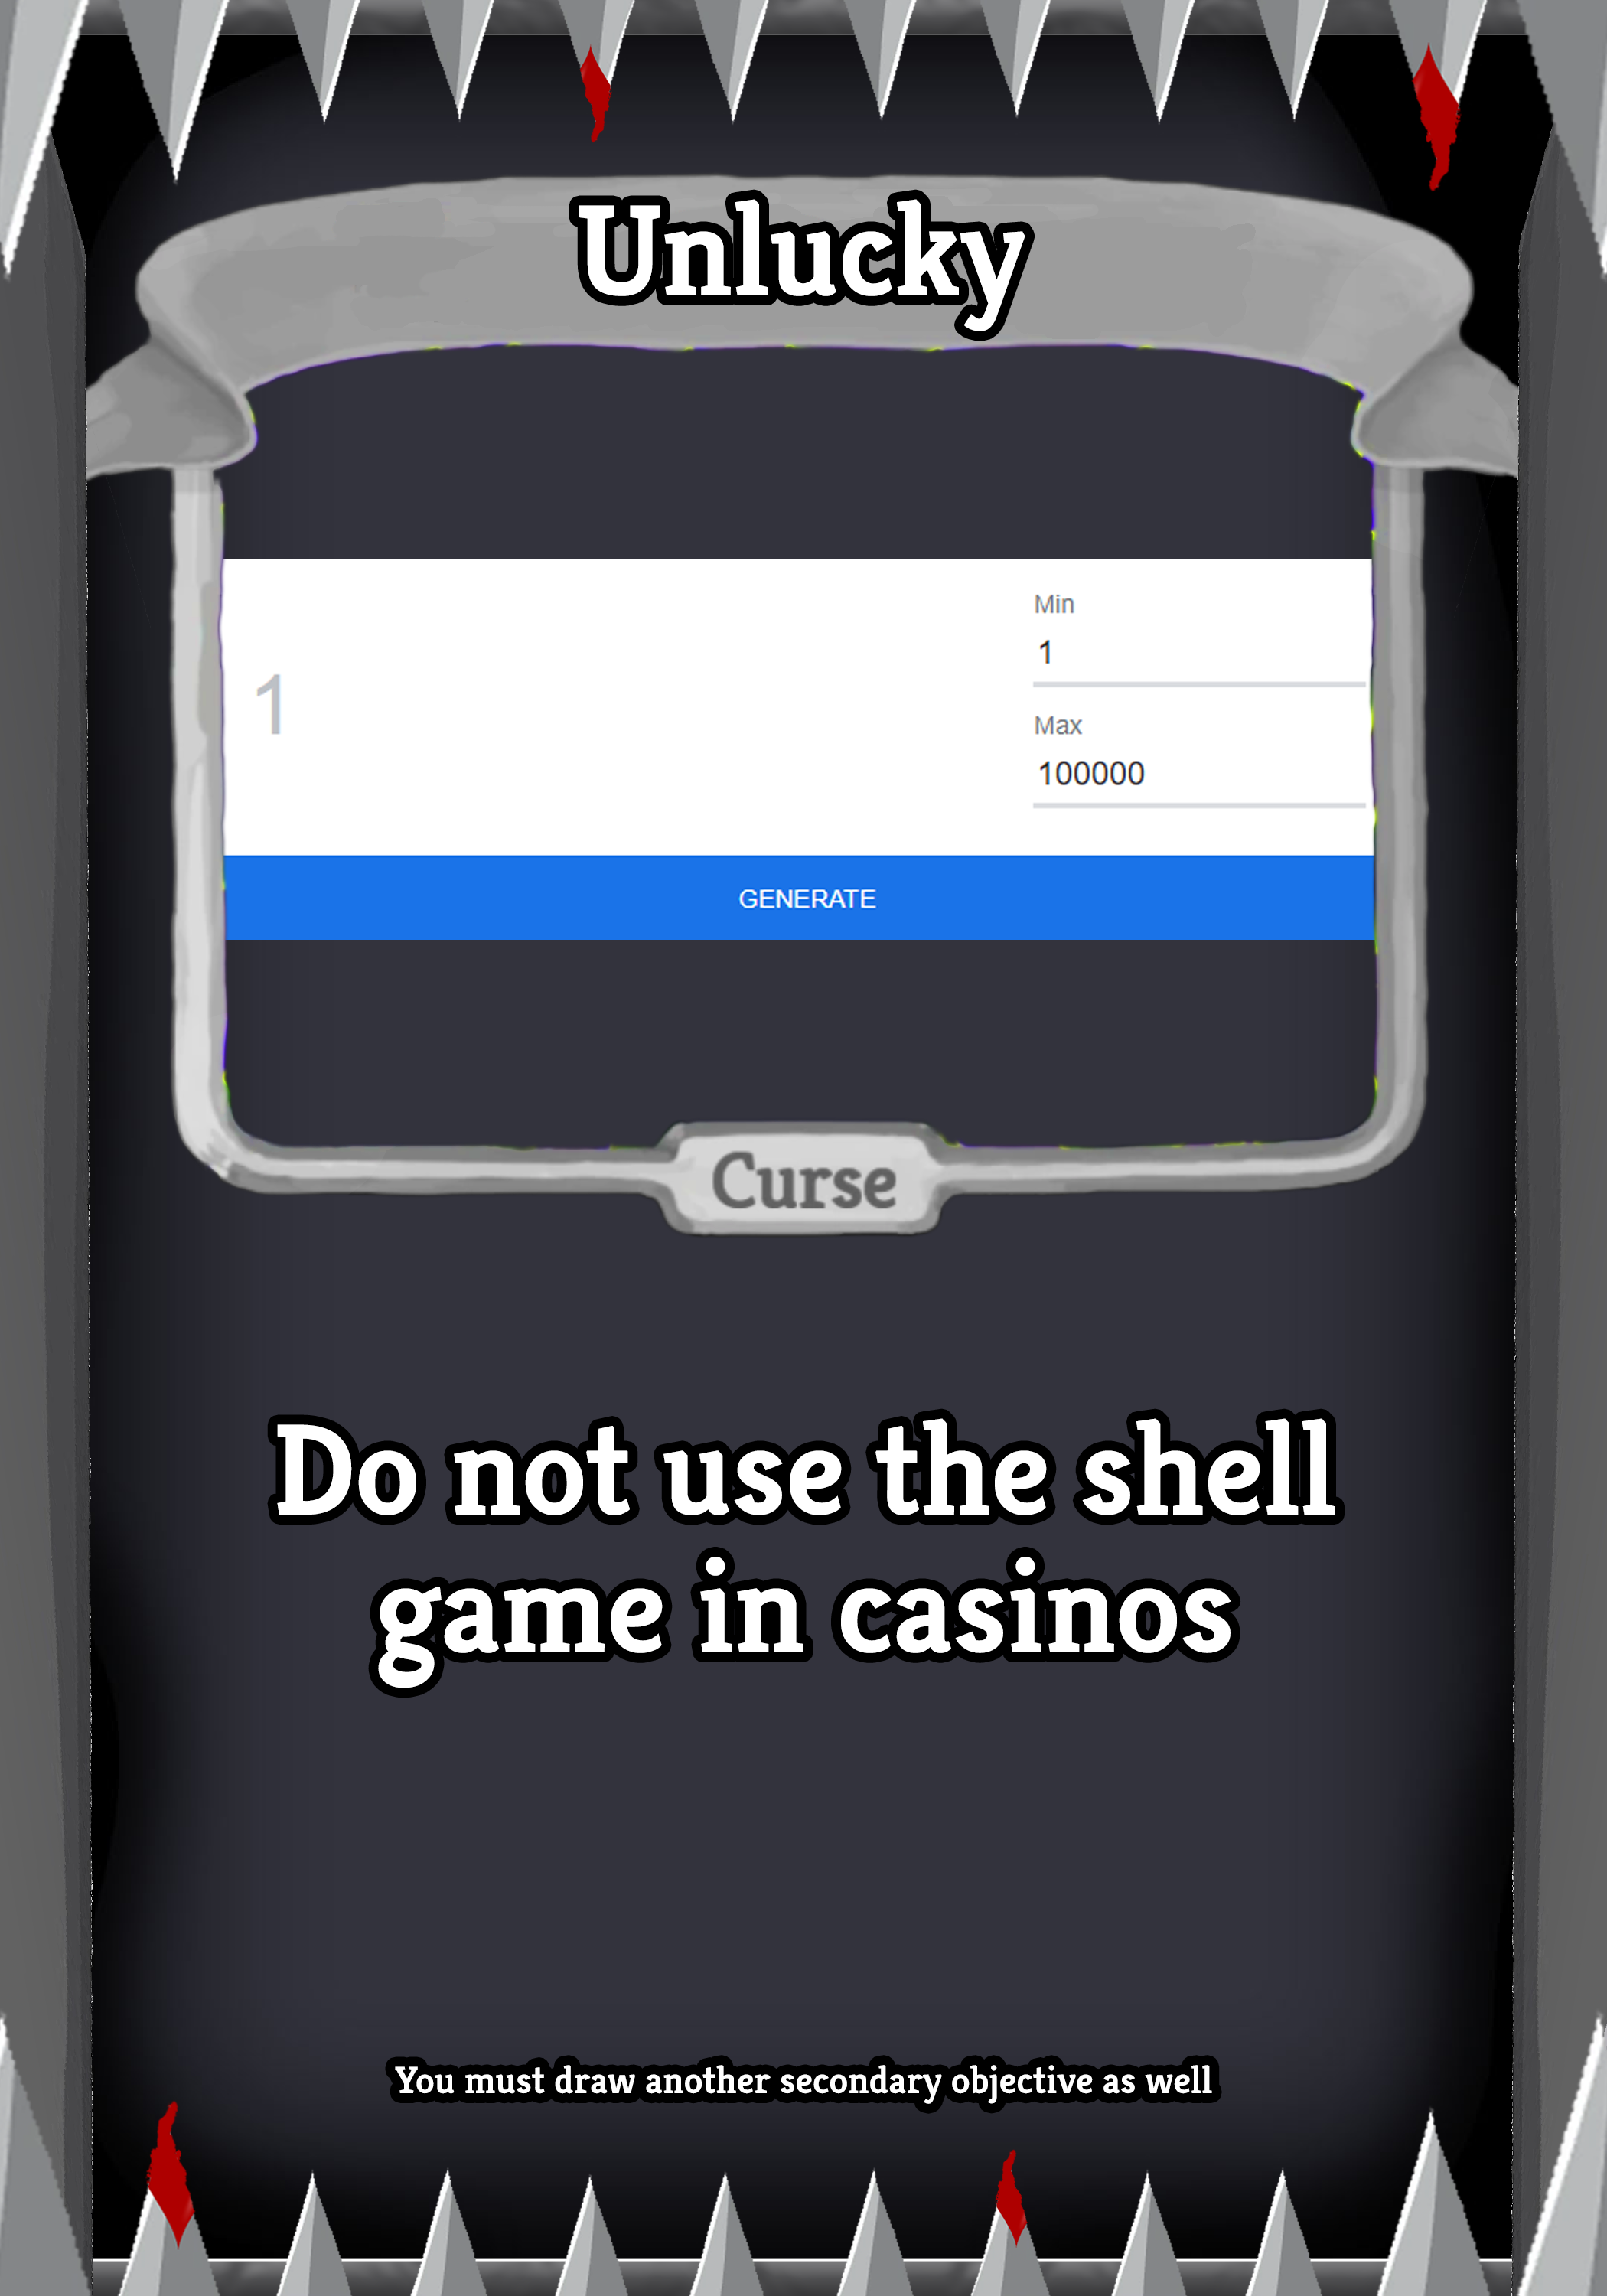 Unlucky
Min
1
1
Max
100000
GENERATE
Curse
Do not use the shell
game in casinos
You must draw another secondary objective as well